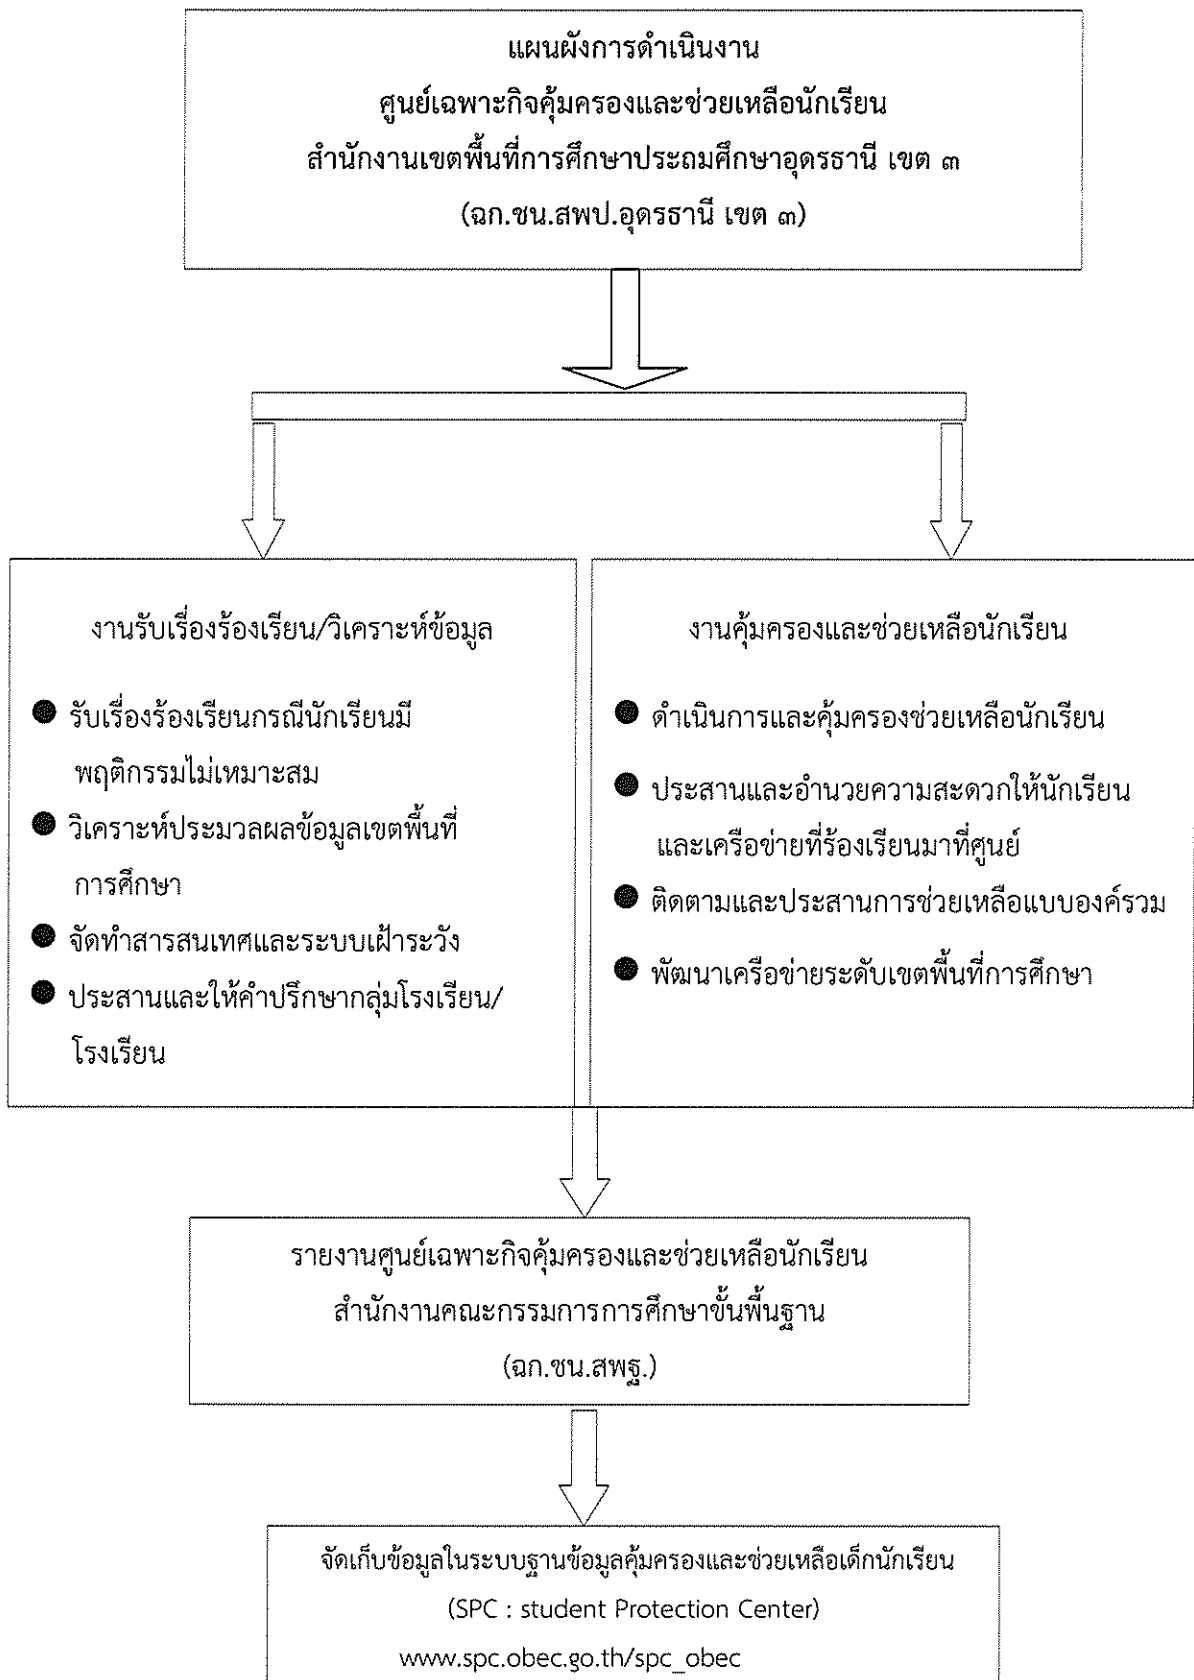 แผนผังการดำเนินงาน
ศูนย์เฉพาะกิจคุ้มครองและช่วยเหลือนักเรียน
สำนักงานเขตพื้นที่การศึกษาประถมศึกษาอุดรธานี เขต ๓
(ฉก.ชน.สพป.อุดรธานี เขต ๓)
งานรับเรื่องร้องเรียน/วิเคราะห์ข้อมูล
● รับเรื่องร้องเรียนกรณีนักเรียนมี
พฤติกรรมไม่เหมาะสม
● วิเคราะห์ประมวลผลข้อมูลเขตพื้นที่
การศึกษา
● จัดทำสารสนเทศและระบบเฝ้าระวัง
● ประสานและให้คำปรึกษากลุ่มโรงเรียน/
โรงเรียน
งานคุ้มครองและช่วยเหลือนักเรียน
● ดำเนินการและคุ้มครองช่วยเหลือนักเรียน
● ประสานและอำนวยความสะดวกให้นักเรียน
และเครือข่ายที่ร้องเรียนมาที่ศูนย์
● ติดตามและประสานการช่วยเหลือแบบองค์รวม
● พัฒนาเครือข่ายระดับเขตพื้นที่การศึกษา
รายงานศูนย์เฉพาะกิจคุ้มครองและช่วยเหลือนักเรียน
สำนักงานคณะกรรมการการศึกษาขั้นพื้นฐาน
(ฉก.ชน.สพฐ.)
จัดเก็บข้อมูลในระบบฐานข้อมูลคุ้มครองและช่วยเหลือเด็กนักเรียน
(SPC : student Protection Center)
www.spc.obec.go.th/spc_obec